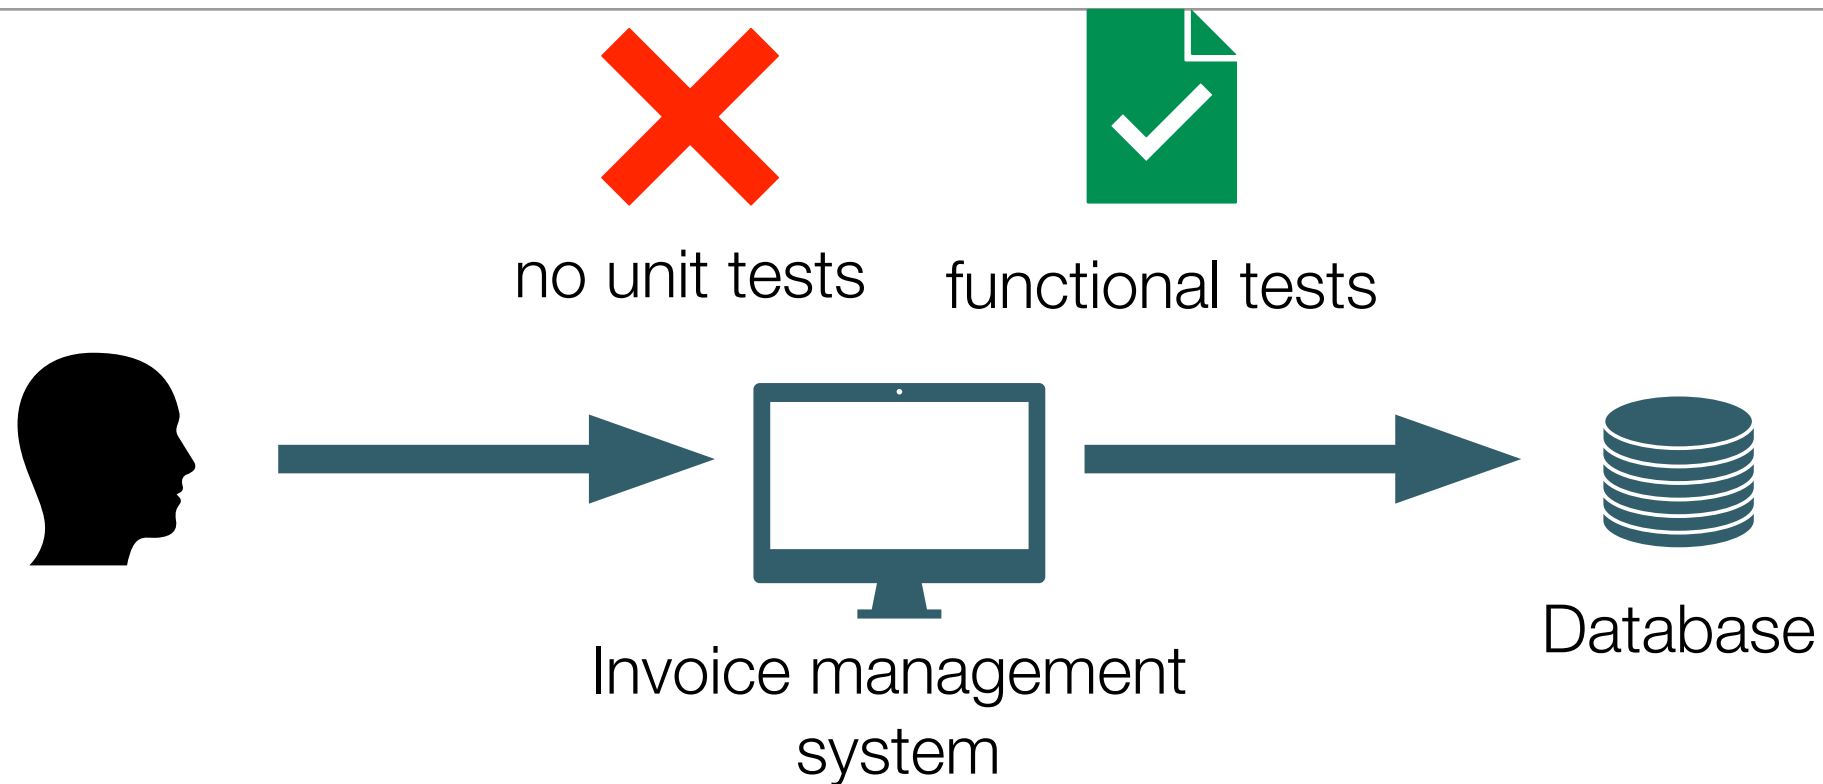 no unit tests
functional tests
Database
Invoice management
system